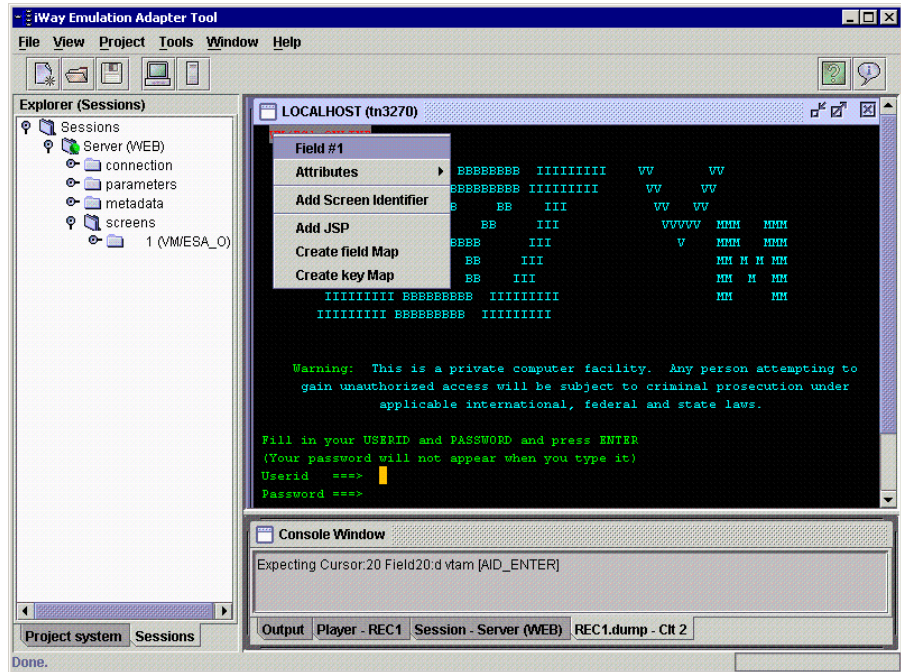 iWay Emulation Adapter Tool
File View Project Tools Window Help
Explorer (Sessions)
Sessions
Server (WEB)
connection
parameters
metadata
screens
1 (VM/ESA_O)
LOCALHOST (tn3270)
Field #1
Attributes
Add Screen Identifier
Add JSP
Create field Map
Create key Map
BBBBBBBB IIIIIIIII VV VV
BBBBBBBBB IIIIIIIII VV VV
B BB III VV VV
BB III VVVVV MMM MMM
BBBB III V MMM MMM
BB III MM M M MM
BB III MM M MM
IIIIIIIII BBBBBBBBB IIIIIIIII MM MM
IIIIIIIII BBBBBBBB IIIIIIIII
Warning: This is a private computer facility. Any person attempting to
gain unauthorized access will be subject to criminal prosecution under
applicable international, federal and state laws.
Fill in your USERID and PASSWORD and press ENTER
(Your password will not appear when you type it)
Userid ===>
Password ===>
Console Window
Expecting Cursor:20 Field20:d vtam [AID_ENTER]
Output Player - REC1 Session - Server (WEB) REC1.dump - Clt 2
Project system Sessions
Done.